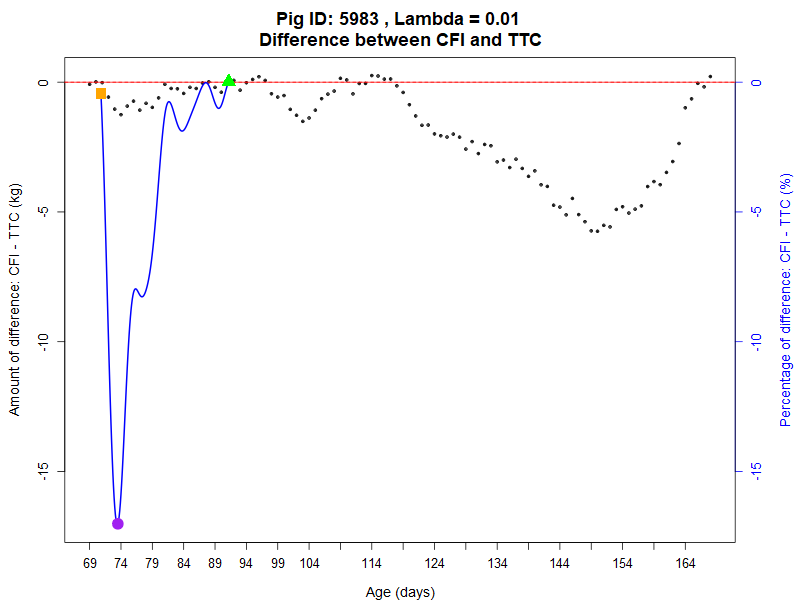 Pig ID: 5983 , Lambda = 0.01
Difference between CFI and TTC
Amount of difference: CFI - TTC (kg)
0
-5
-10
-15
0
-5
-10
-15
Percentage of difference: CFI - TTC (%)
69 74 79 84 89 94 99 104 114 124 134 144 154 164
Age (days)